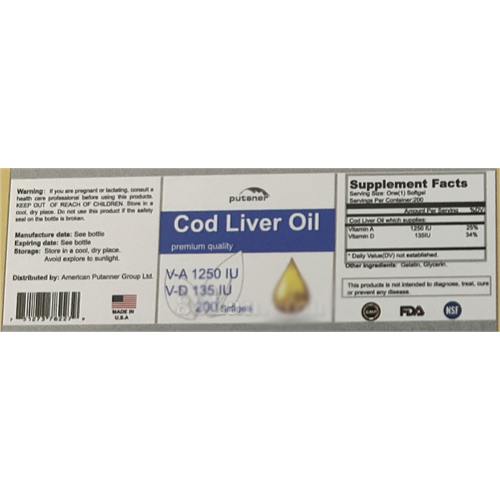 Warning: If you are pregnant or lactating, consult a
health care professional before using this products.
KEEP OUT OF REACH OF CHILDREN. Store in a
cool, dry place. Do not use this product if the safety
seal on the bottle is broken.
Manufacture date: See bottle
Expiring date: See bottle
Storage: Store in a cool, dry place.
Avoid explore to sunlight.
Distributed by: American Putanner Group Ltd.
MADE IN
U.S.A
putaner
Cod Liver Oil
premium quality
V-A 1250 IU
V-D 135 IU
200 Softgels
Supplement Facts
Serving Size: One(1) Softgel
Servings Per Container:200
Amount Per Serving %DV
Cod Liver Oil which supplies:
Vitamin A 1250 IU 25%
Vitamin D 135IU 34%
* Daily Value(DV) not established.
Other Ingredients: Gelatin, Glycerin.
This products is not intended to diagnose, treat, cure
or prevent any disease.
GMP FDA NSF